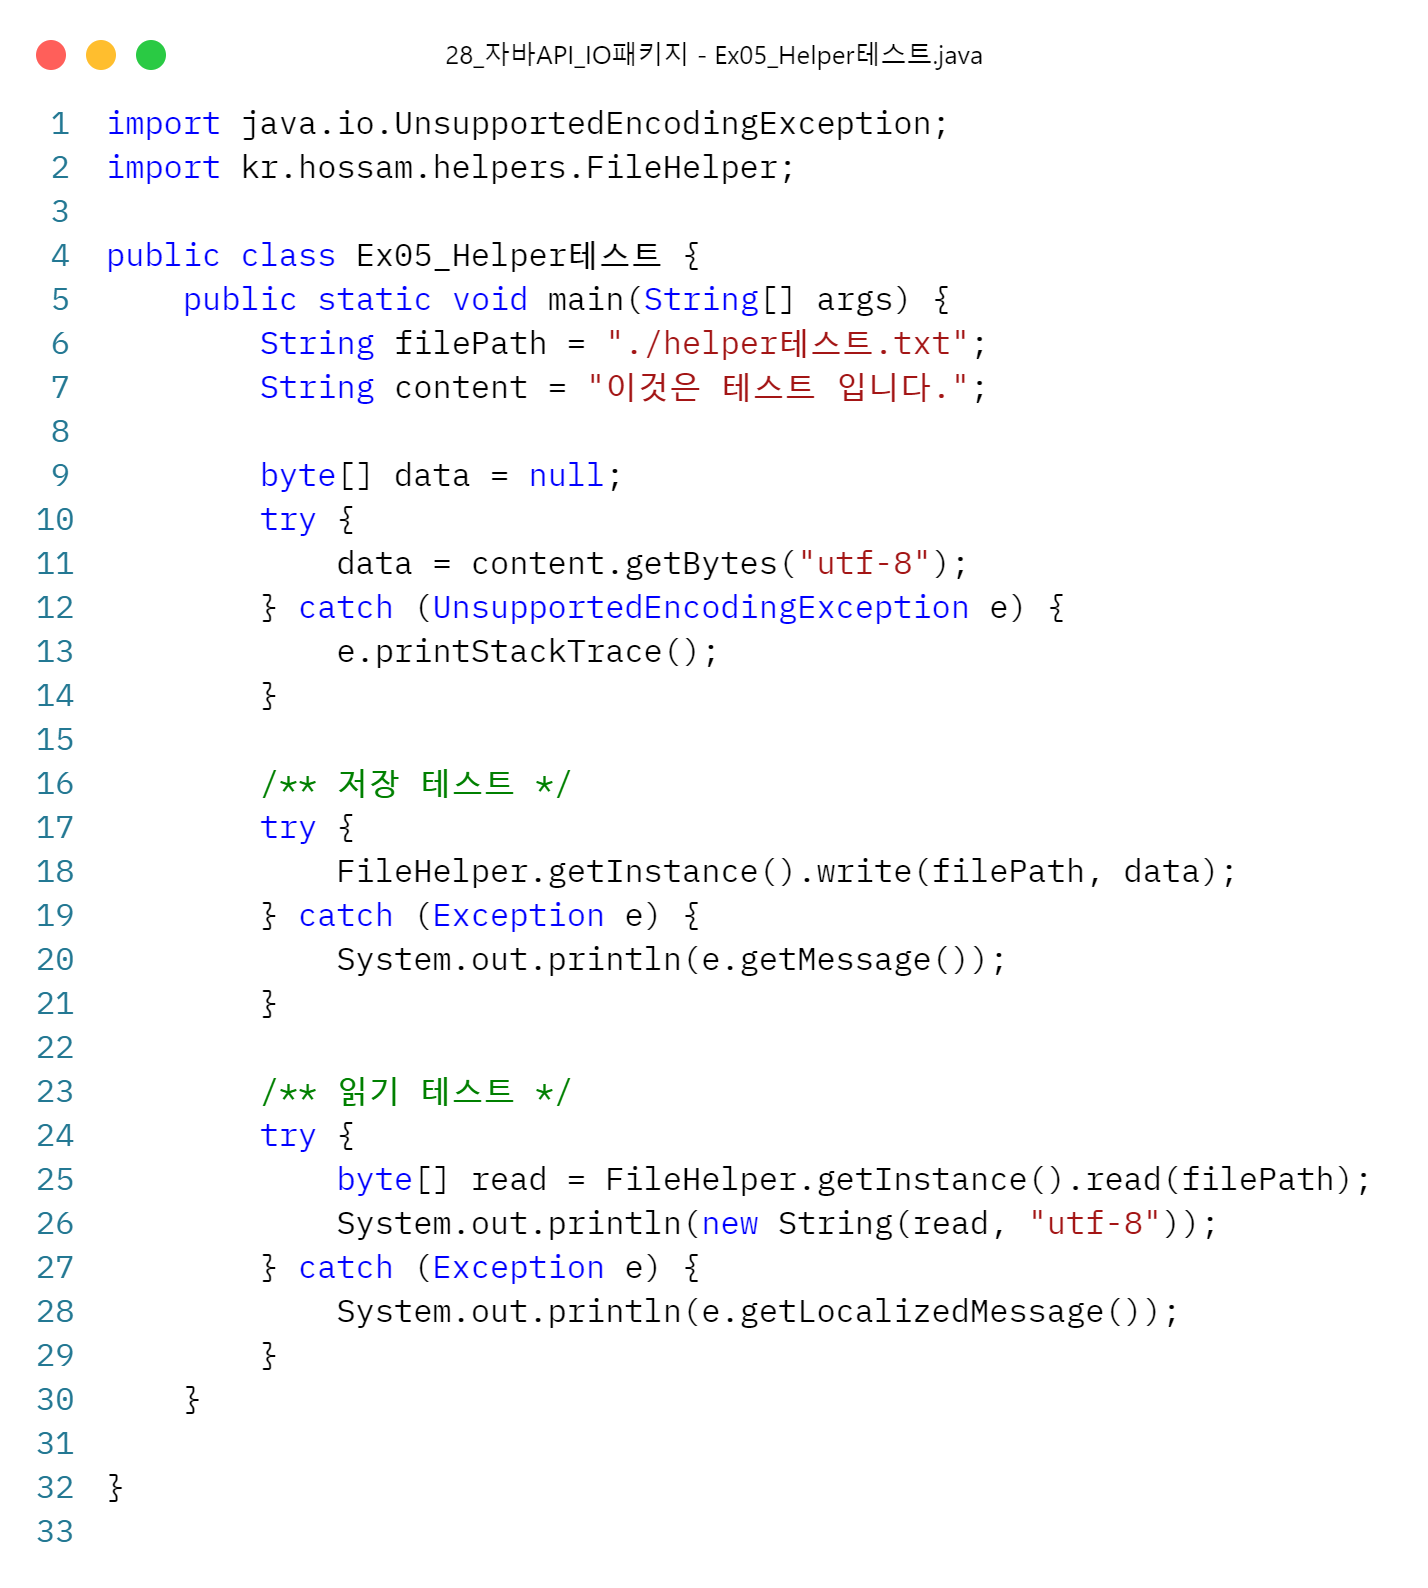 28_자바API_IO패키지 - Ex05_Helper테스트.java
1 import java.io.UnsupportedEncodingException;
2 import kr.hossam.helpers.FileHelper;
3
4 public class Ex05_Helper테스트 {
5     public static void main(String[] args) {
6         String filePath = "./helper테스트.txt";
7         String content = "이것은 테스트 입니다.";
8
9         byte[] data = null;
10         try {
11             data = content.getBytes("utf-8");
12         } catch (UnsupportedEncodingException e) {
13             e.printStackTrace();
14         }
15
16         /** 저장 테스트 */
17         try {
18             FileHelper.getInstance().write(filePath, data);
19         } catch (Exception e) {
20             System.out.println(e.getMessage());
21         }
22
23         /** 읽기 테스트 */
24         try {
25             byte[] read = FileHelper.getInstance().read(filePath);
26             System.out.println(new String(read, "utf-8"));
27         } catch (Exception e) {
28             System.out.println(e.getLocalizedMessage());
29         }
30     }
31
32 }
33